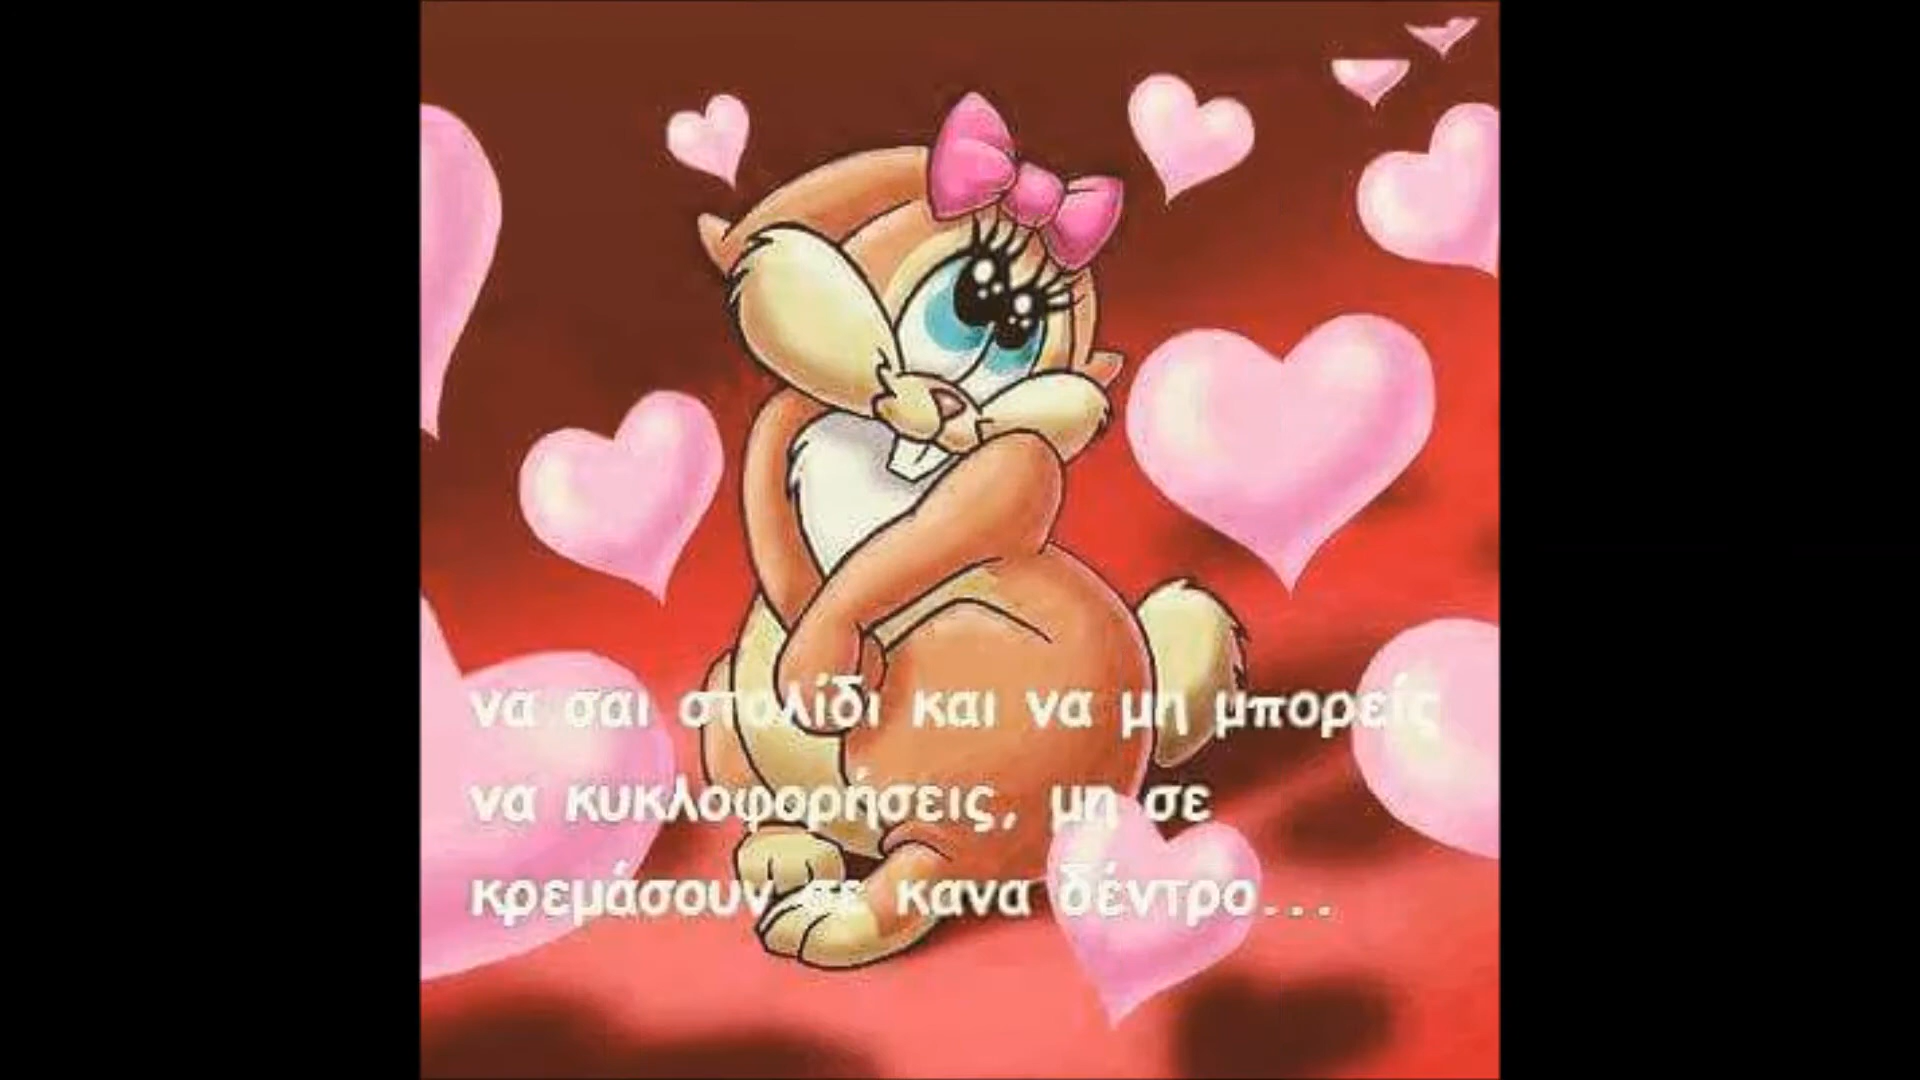 να σαι στολίδι και να μη μπορείς
να κυκλοφορήσεις, μη σε
κρεμάσουν σε κανα δέντρο...